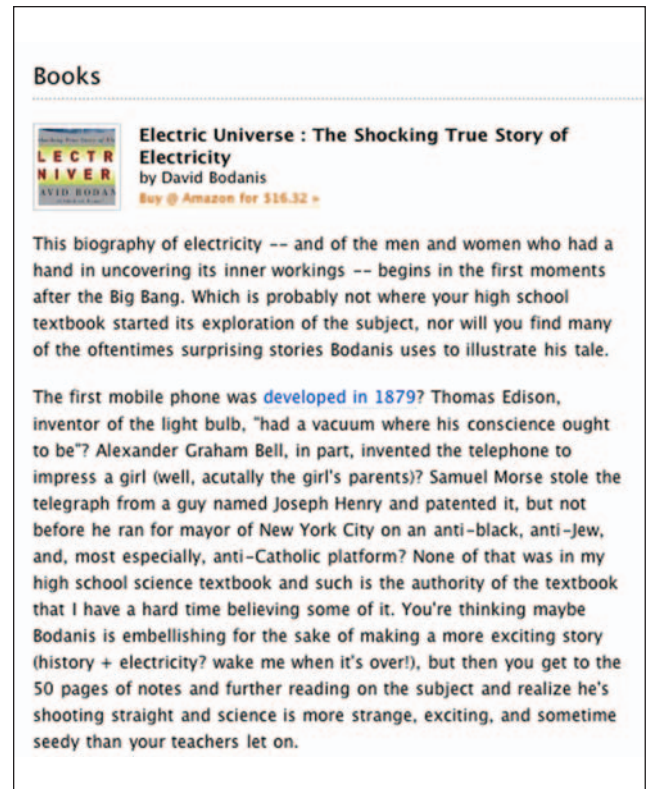 Books
LECTR
NIVER
AVID BODAN
Electric Universe : The Shocking True Story of
Electricity
by David Bodanis
Buy @ Amazon for $16.32 »
This biography of electricity -- and of the men and women who had a
hand in uncovering its inner workings -- begins in the first moments
after the Big Bang. Which is probably not where your high school
textbook started its exploration of the subject, nor will you find many
of the oftentimes surprising stories Bodanis uses to illustrate his tale.
The first mobile phone was developed in 1879? Thomas Edison,
inventor of the light bulb, "had a vacuum where his conscience ought
to be"? Alexander Graham Bell, in part, invented the telephone to
impress a girl (well, acutally the girl's parents)? Samuel Morse stole the
telegraph from a guy named Joseph Henry and patented it, but not
before he ran for mayor of New York City on an anti-black, anti-Jew,
and, most especially, anti-Catholic platform? None of that was in my
high school science textbook and such is the authority of the textbook
that I have a hard time believing some of it. You're thinking maybe
Bodanis is embellishing for the sake of making a more exciting story
(history + electricity? wake me when it's over!), but then you get to the
50 pages of notes and further reading on the subject and realize he's
shooting straight and science is more strange, exciting, and sometime
seedy than your teachers let on.